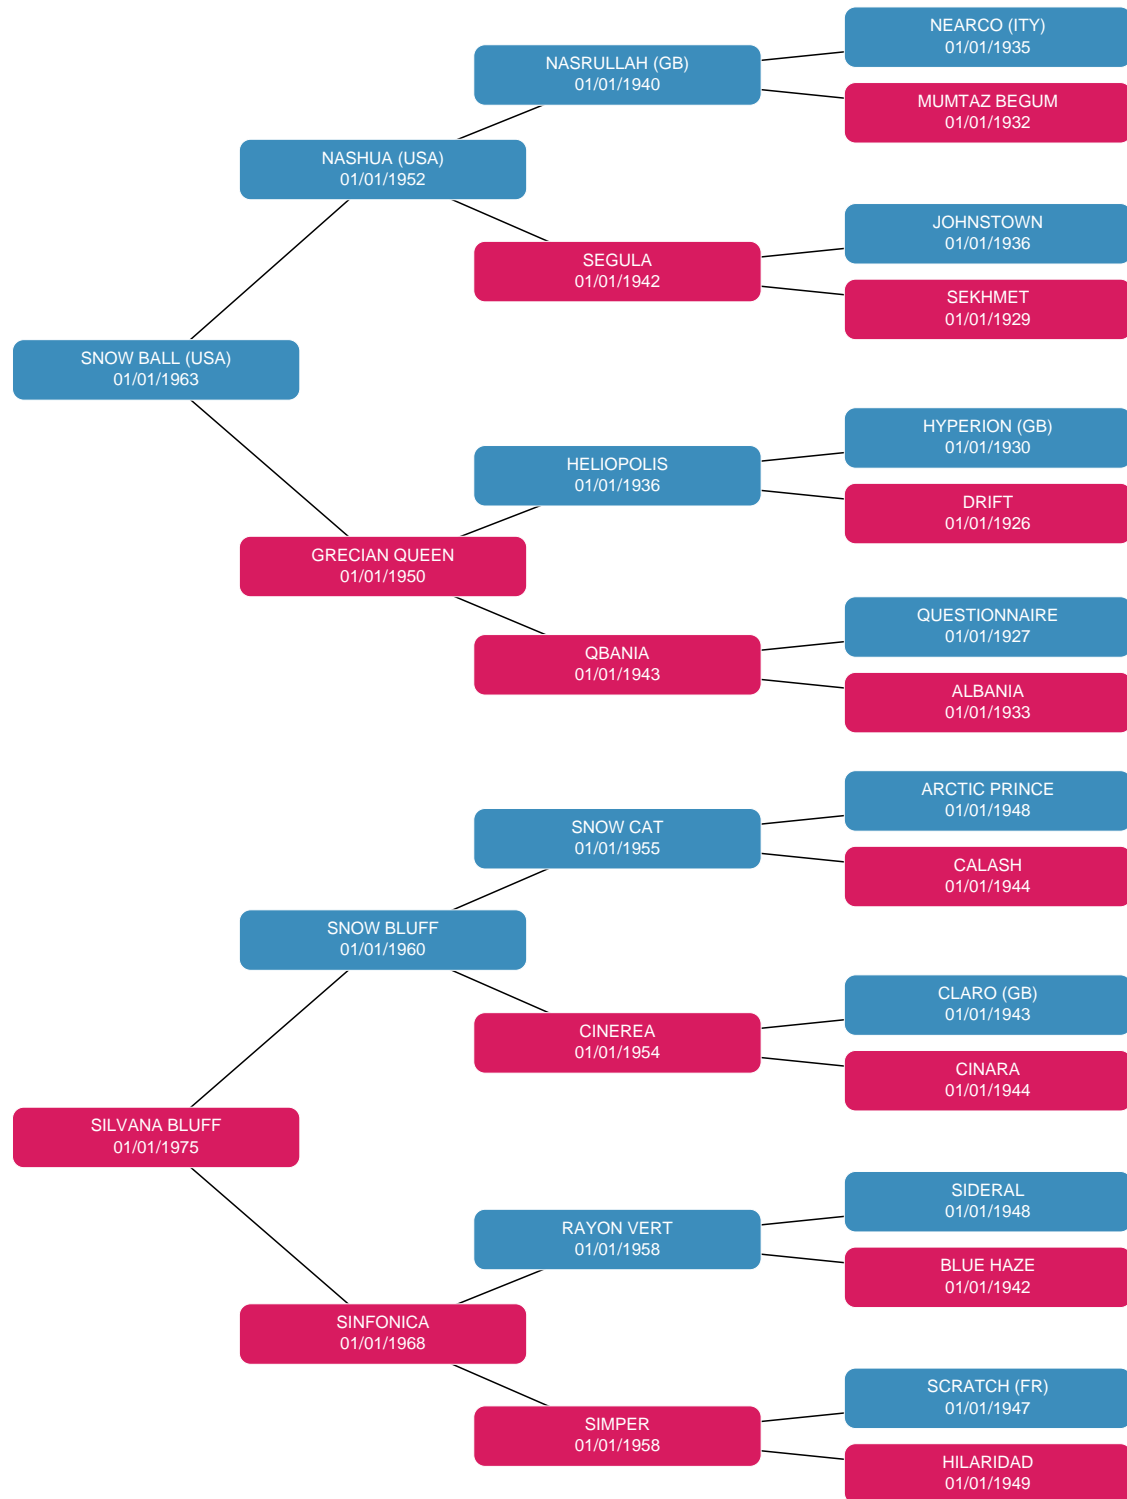 NEARCO (ITY)
01/01/1935
NASRULLAH (GB)
01/01/1940
MUMTAZ BEGUM
01/01/1932
NASHUA (USA)
01/01/1952
JOHNSTOWN
01/01/1936
SEGULA
01/01/1942
SEKHMET
01/01/1929
SNOW BALL (USA)
01/01/1963
HYPERION (GB)
01/01/1930
HELIOPOLIS
01/01/1936
DRIFT
01/01/1926
GRECIAN QUEEN
01/01/1950
QUESTIONNAIRE
01/01/1927
QBANIA
01/01/1943
ALBANIA
01/01/1933
ARCTIC PRINCE
01/01/1948
SNOW CAT
01/01/1955
CALASH
01/01/1944
SNOW BLUFF
01/01/1960
CLARO (GB)
01/01/1943
CINEREA
01/01/1954
CINARA
01/01/1944
SILVANA BLUFF
01/01/1975
SIDERAL
01/01/1948
RAYON VERT
01/01/1958
BLUE HAZE
01/01/1942
SINFONICA
01/01/1968
SCRATCH (FR)
01/01/1947
SIMPER
01/01/1958
HILARIDAD
01/01/1949